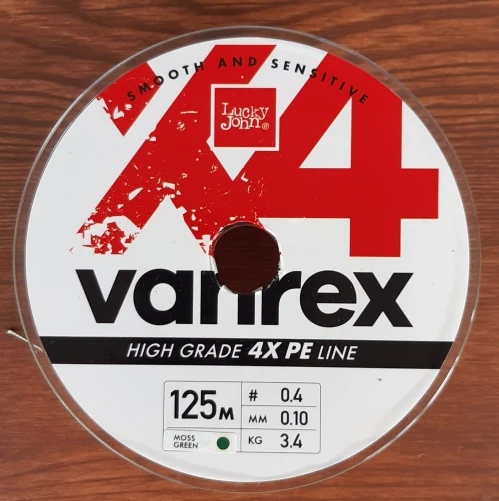 SMOOTH AND SENSITIVE
X4
Lucky
John®
vanrex
HIGH GRADE 4X PE LINE
125M
# 0.4
MM 0.10
KG 3.4
MOSS
GREEN